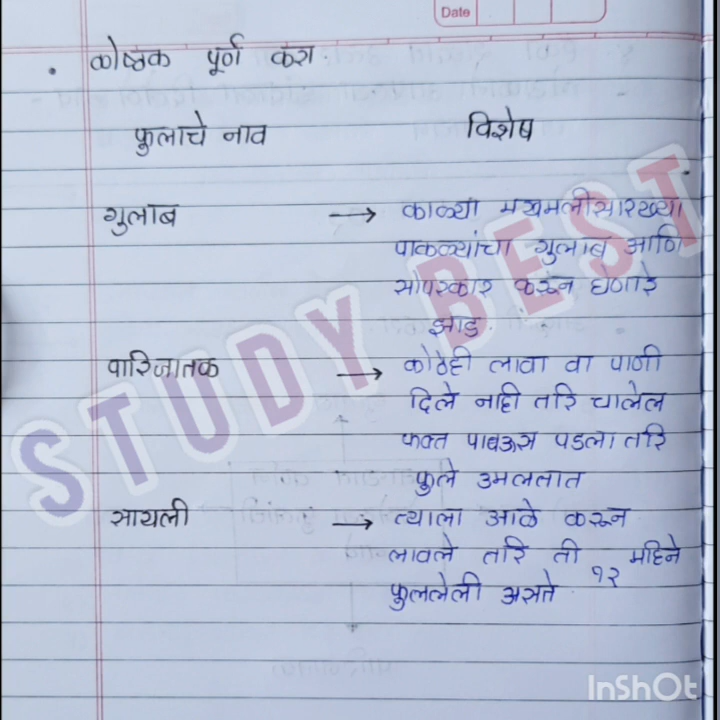 Date
• कोष्टक पूर्ण करा.
फुलाचे नाव विशेष
गुलाब → काळ्या मखमलीसारख्या
पाकळ्यांचा गुलाब आणि
सोपस्कार करून घेणारे
झाड.
पारिजातक → कोठेही लावा वा पाणी
दिले नाही तरि चालेल
फक्त पाऊस पडला तरि
फुले उमलतात
सायली → त्याला आळे करून
लावले तरि ती १२ महिने
फुललेली असते
STUDY BEST
InShOt